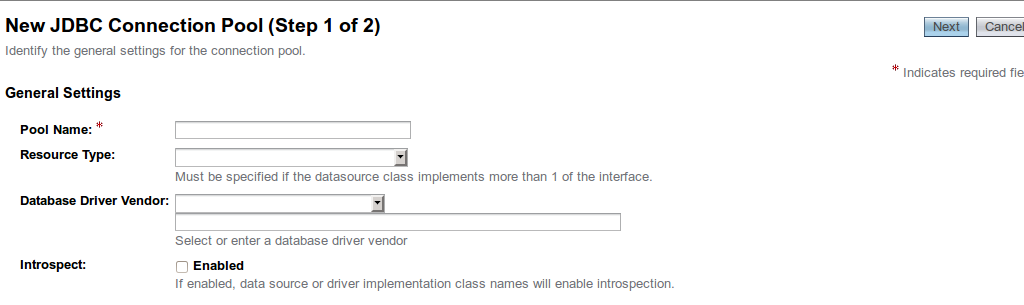 New JDBC Connection Pool (Step 1 of 2)
Next Cancel
Identify the general settings for the connection pool.
* Indicates required fie
General Settings
Pool Name: *
Resource Type:
Must be specified if the datasource class implements more than 1 of the interface.
Database Driver Vendor:
Select or enter a database driver vendor
Introspect: Enabled
If enabled, data source or driver implementation class names will enable introspection.